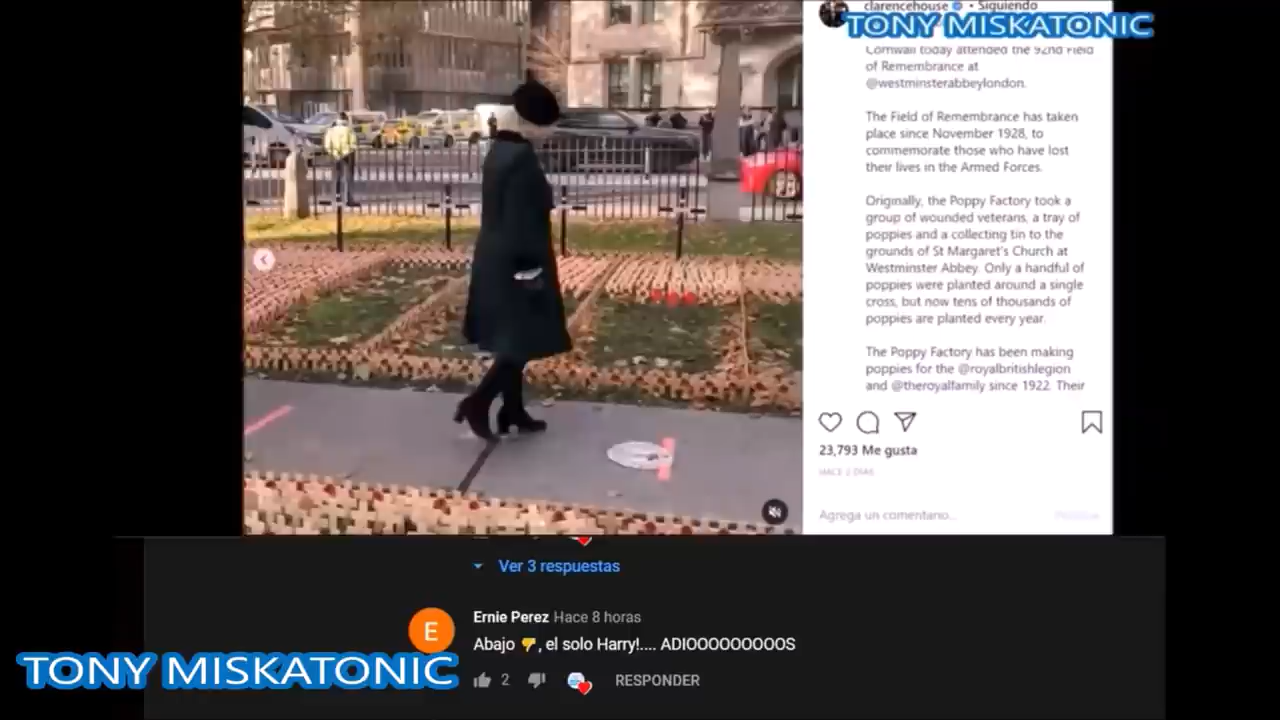 clarencehouse • Siguiendo
TONY MISKATONIC
Cornwall today attended the 92nd Field
of Remembrance at
@westminsterabbeylondon.
The Field of Remembrance has taken
place since November 1928, to
commemorate those who have lost
their lives in the Armed Forces.
Originally, the Poppy Factory took a
group of wounded veterans, a tray of
poppies and a collecting tin to the
grounds of St Margaret's Church at
Westminster Abbey. Only a handful of
poppies were planted around a single
cross, but now tens of thousands of
poppies are planted every year.
The Poppy Factory has been making
poppies for the @royalbritishlegion
and @theroyalfamily since 1922. Their
23,793 Me gusta
HACE 2 DÍAS
Agrega un comentario...
Ver 3 respuestas
Ernie Perez Hace 8 horas
E
Abajo 👎, el solo Harry!.... ADIOOOOOOOOOS
TONY MISKATONIC
2 RESPONDER